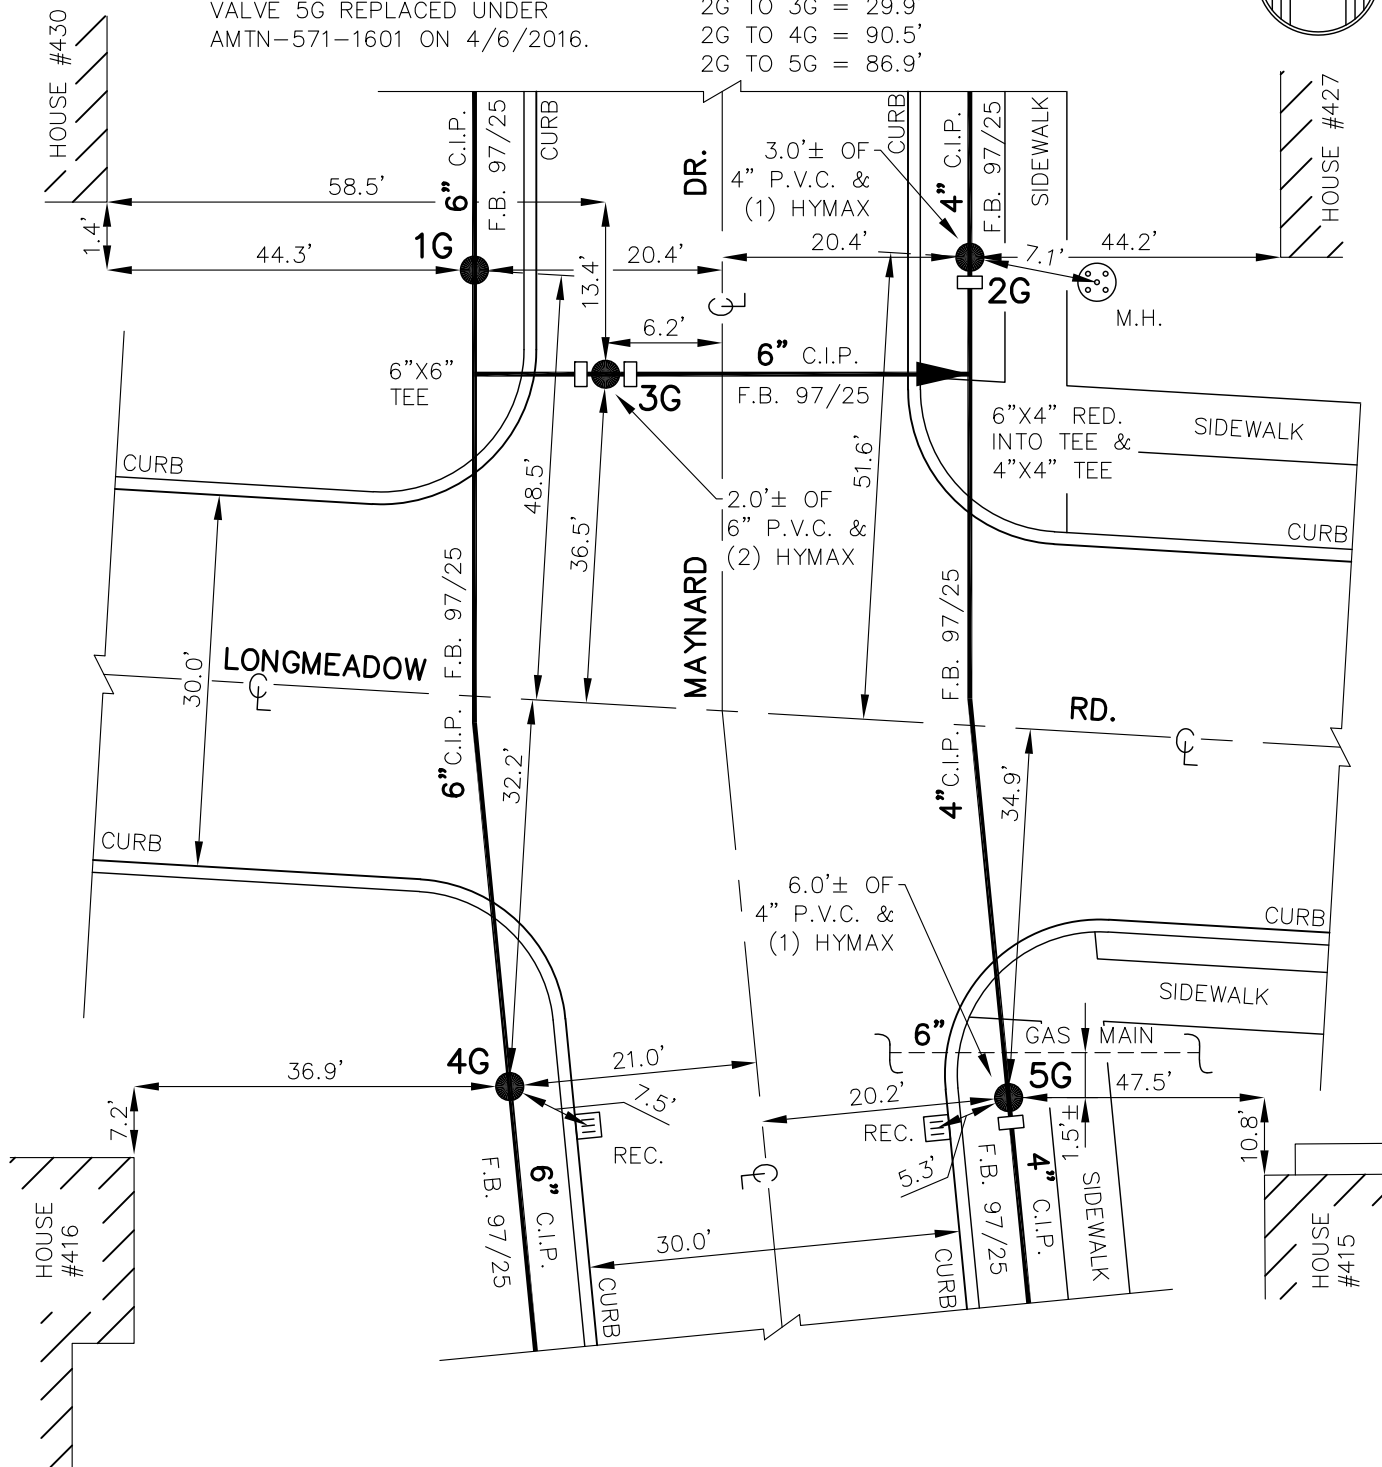 VALVE 5G REPLACED UNDER
AMTN-571-1601 ON 4/6/2016.
2G TO 3G = 29.9'
2G TO 4G = 90.5'
2G TO 5G = 86.9'
HOUSE #430
HOUSE #427
6" C.I.P.
F.B. 97/25
CURB
DR.
CURB
4" C.I.P.
F.B. 97/25
SIDEWALK
3.0'± OF
4" P.V.C. &
(1) HYMAX
58.5'
1.4'
44.3'
1G
20.4'
13.4'
20.4'
7.1'
44.2'
2G
M.H.
6.2'
CL
6"X6"
TEE
3G
6" C.I.P.
F.B. 97/25
6"X4" RED.
INTO TEE &
4"X4" TEE
SIDEWALK
CURB
48.5'
36.5'
51.6'
2.0'± OF
6" P.V.C. &
(2) HYMAX
CURB
30.0'
LONGMEADOW
CL
6" C.I.P. F.B. 97/25
MAYNARD
4" C.I.P. F.B. 97/25
RD.
CL
32.2'
34.9'
CURB
6.0'± OF
4" P.V.C. &
(1) HYMAX
CURB
SIDEWALK
6" GAS MAIN
4G
36.9'
21.0'
7.5'
7.2'
REC.
20.2'
5G
47.5'
1.5'±
10.8'
REC.
5.3'
CL
HOUSE
#416
F.B. 97/25
6" C.I.P.
CURB
30.0'
CURB
F.B. 97/25
4" C.I.P.
SIDEWALK
HOUSE
#415